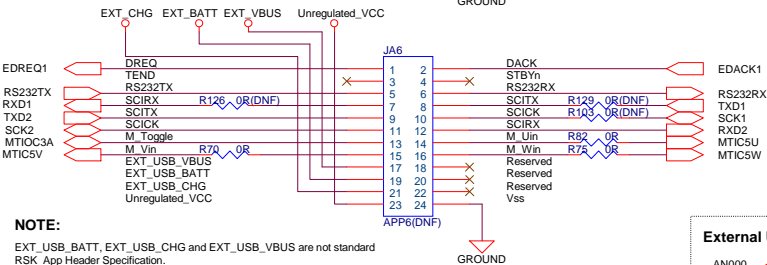 GROUND
EXT_CHG EXT_BATT EXT_VBUS Unregulated_VCC
JA6
EDREQ1 DREQ 1 2 DACK EDACK1
TEND 3 4 STBYn
RS232TX RS232TX 5 6 RS232RX RS232RX
RXD1 SCIRX R126 0R(DNF) 7 8 SCITX R129 0R(DNF) TXD1
TXD2 SCITX 9 10 SCICK R103 0R(DNF) SCK1
SCK2 SCICK 11 12 SCIRX RXD2
MTIOC3A M_Toggle 13 14 M_Uin R82 0R MTIC5U
MTIC5V M_Vin R70 0R 15 16 M_Win R75 0R MTIC5W
EXT_USB_VBUS 17 18 Reserved
EXT_USB_BATT 19 20 Reserved
EXT_USB_CHG 21 22 Reserved
Unregulated_VCC 23 24 Vss
APP6(DNF)
GROUND
NOTE:
EXT_USB_BATT, EXT_USB_CHG and EXT_USB_VBUS are not standard
RSK App Header Specification.
External
AN000